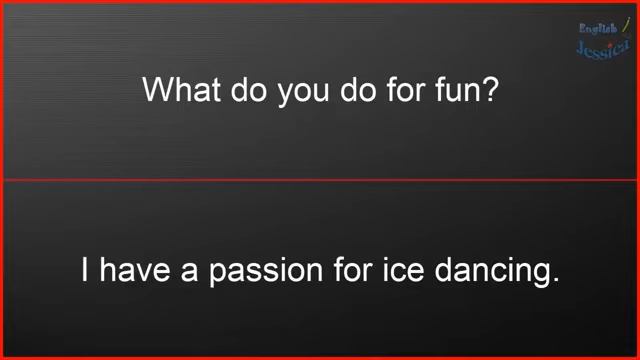 English
Jessica
What do you do for fun?
I have a passion for ice dancing.